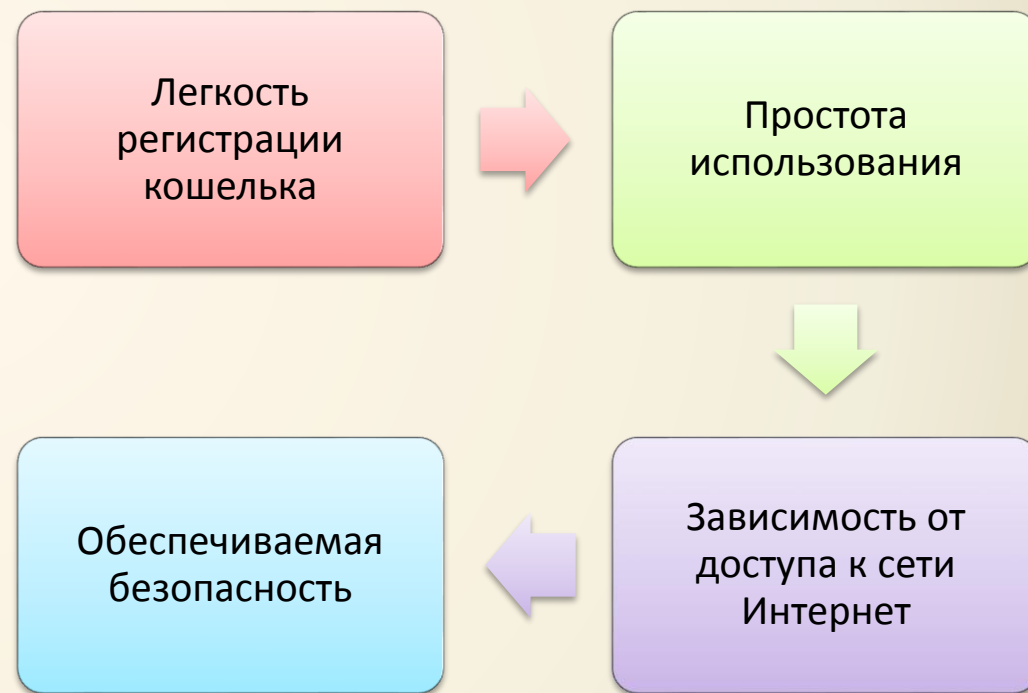 Легкость
регистрации
кошелька
Простота
использования
Зависимость от
доступа к сети
Интернет
Обеспечиваемая
безопасность